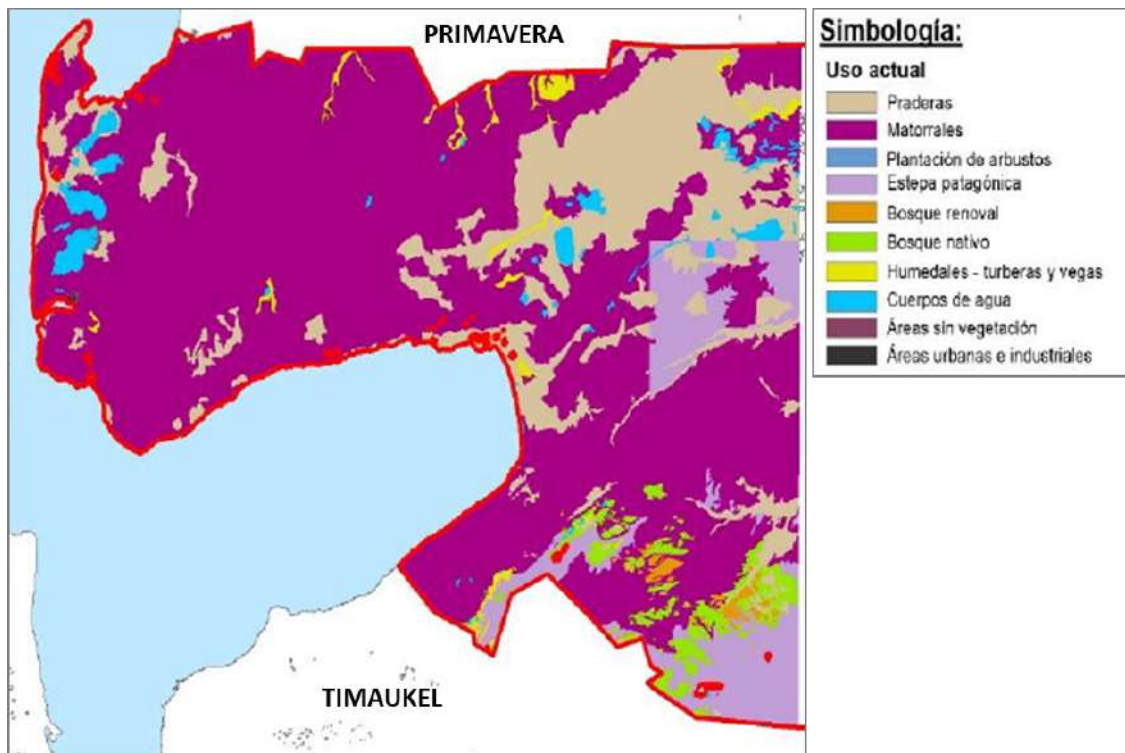 PRIMAVERA
TIMAUKEL
Simbología:
Uso actual
Praderas
Matorrales
Plantación de arbustos
Estepa patagónica
Bosque renoval
Bosque nativo
Humedales - turberas y vegas
Cuerpos de agua
Áreas sin vegetación
Áreas urbanas e industriales